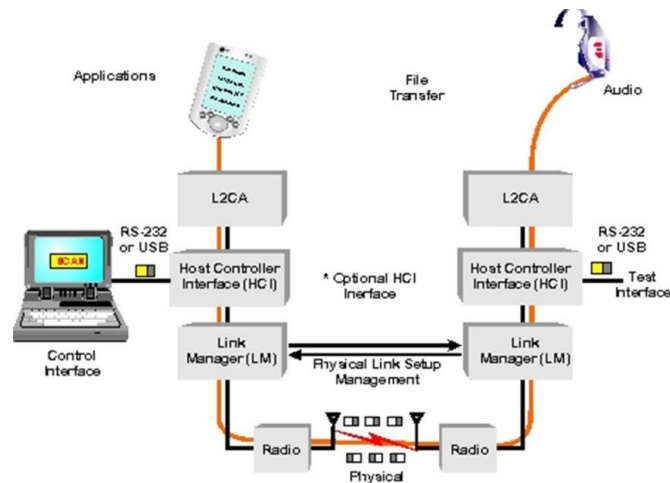 Applications
File
Transfer
Audio
L2CA
L2CA
RS-232
or USB
RS-232
or USB
SCAN
Host Controller
Interface (HCI)
* Optional HCI
Inerface
Host Controller
Interface (HCI)
Test
Interface
Control
Interface
Link
Manager (LM)
Physical Link Setup
Management
Link
Manager (LM)
Radio
Radio
Physical